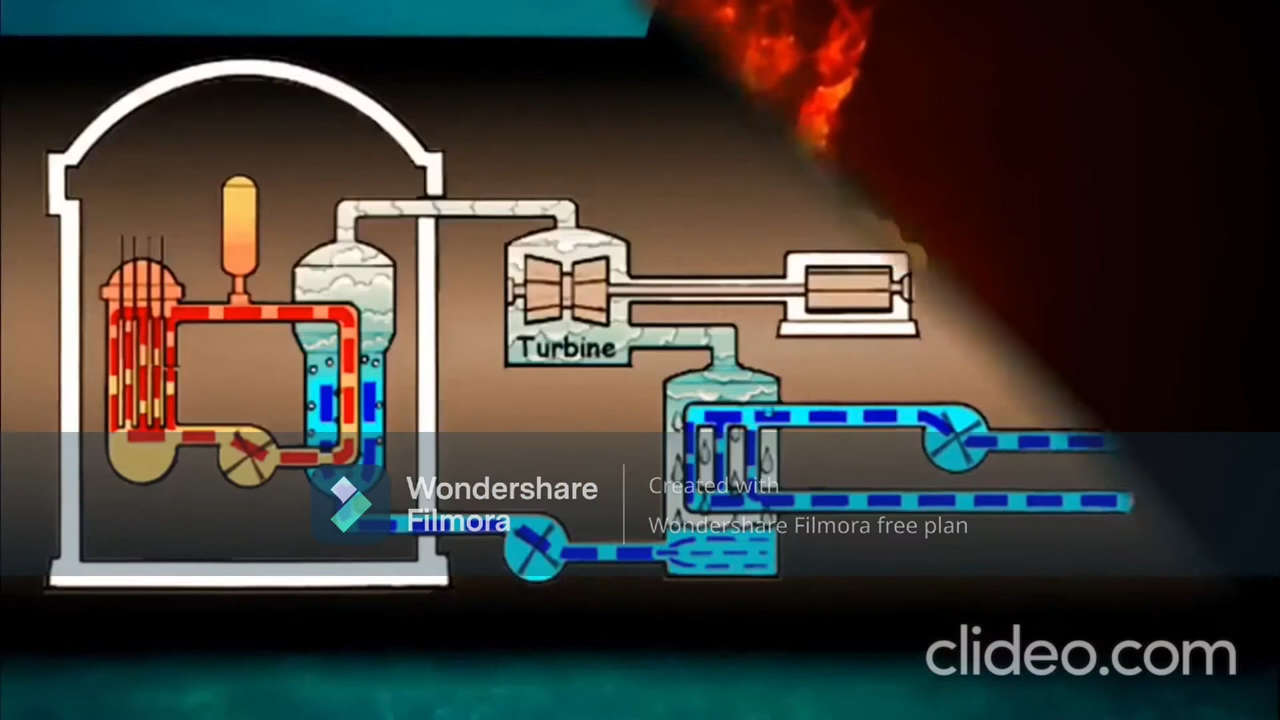 Turbine
Wondershare
Filmora
Created with
Wondershare Filmora free plan
clideo.com